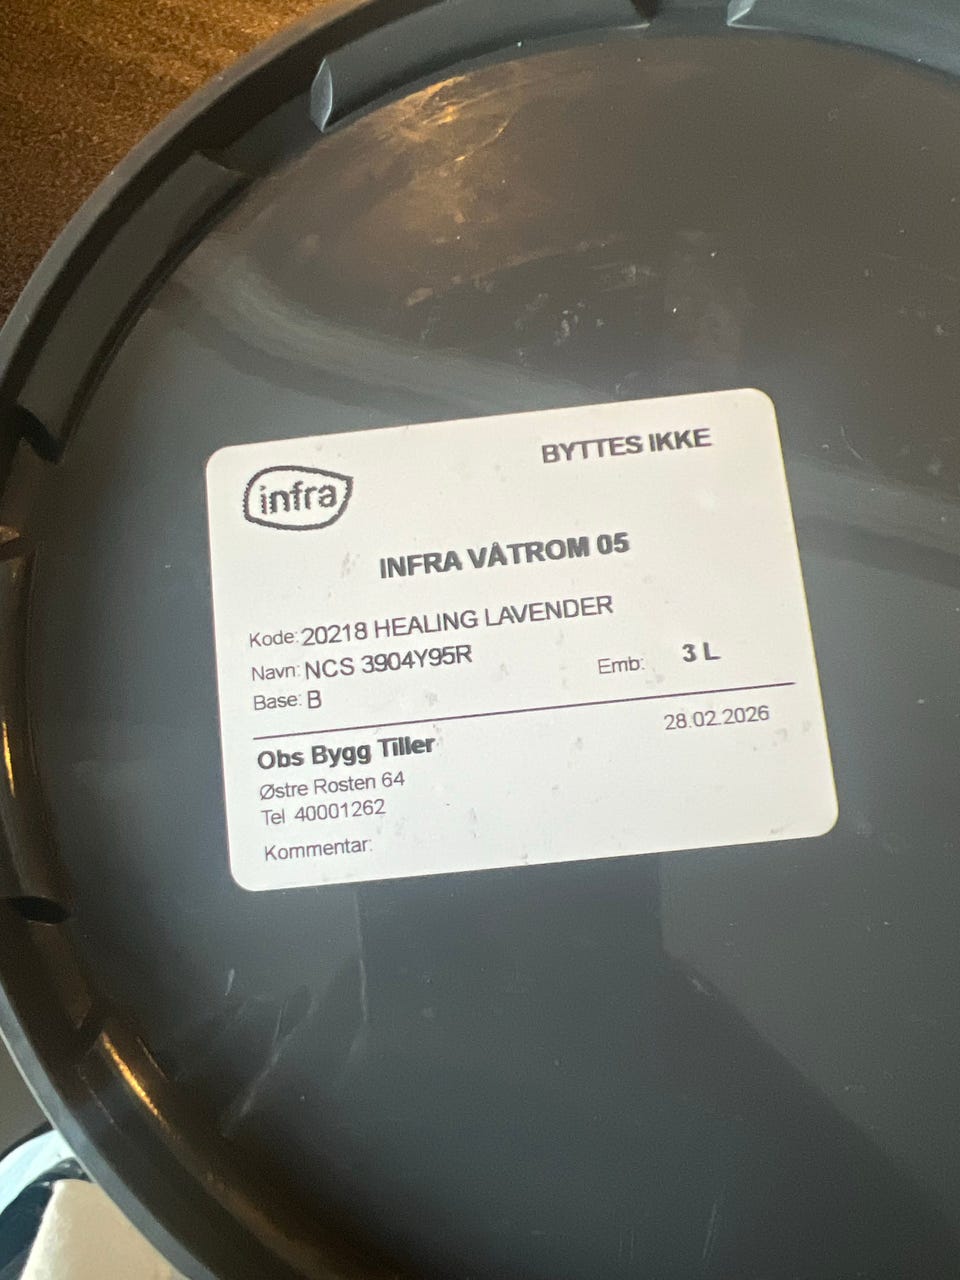 BYTTES IKKE
infra
INFRA VÅTROM 05
Kode: 20218 HEALING LAVENDER
Navn: NCS 3904Y95R
Emb: 3 L
Base: B
28.02.2026
Obs Bygg Tiller
Østre Rosten 64
Tel 40001262
Kommentar: